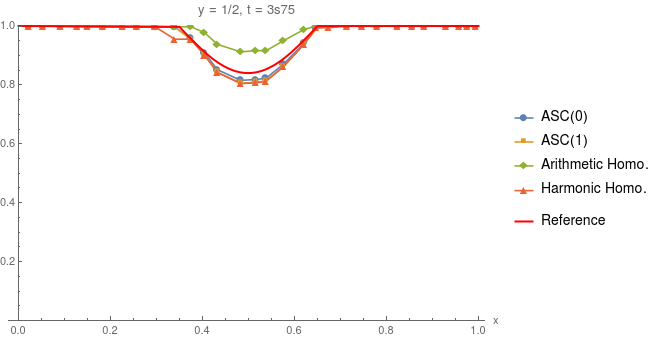 y = 1/2, t = 3s75
1.0
0.8
0.6
0.4
0.2
0.0 0.2 0.4 0.6 0.8 1.0
x
ASC(0)
ASC(1)
Arithmetic Homo.
Harmonic Homo.
Reference